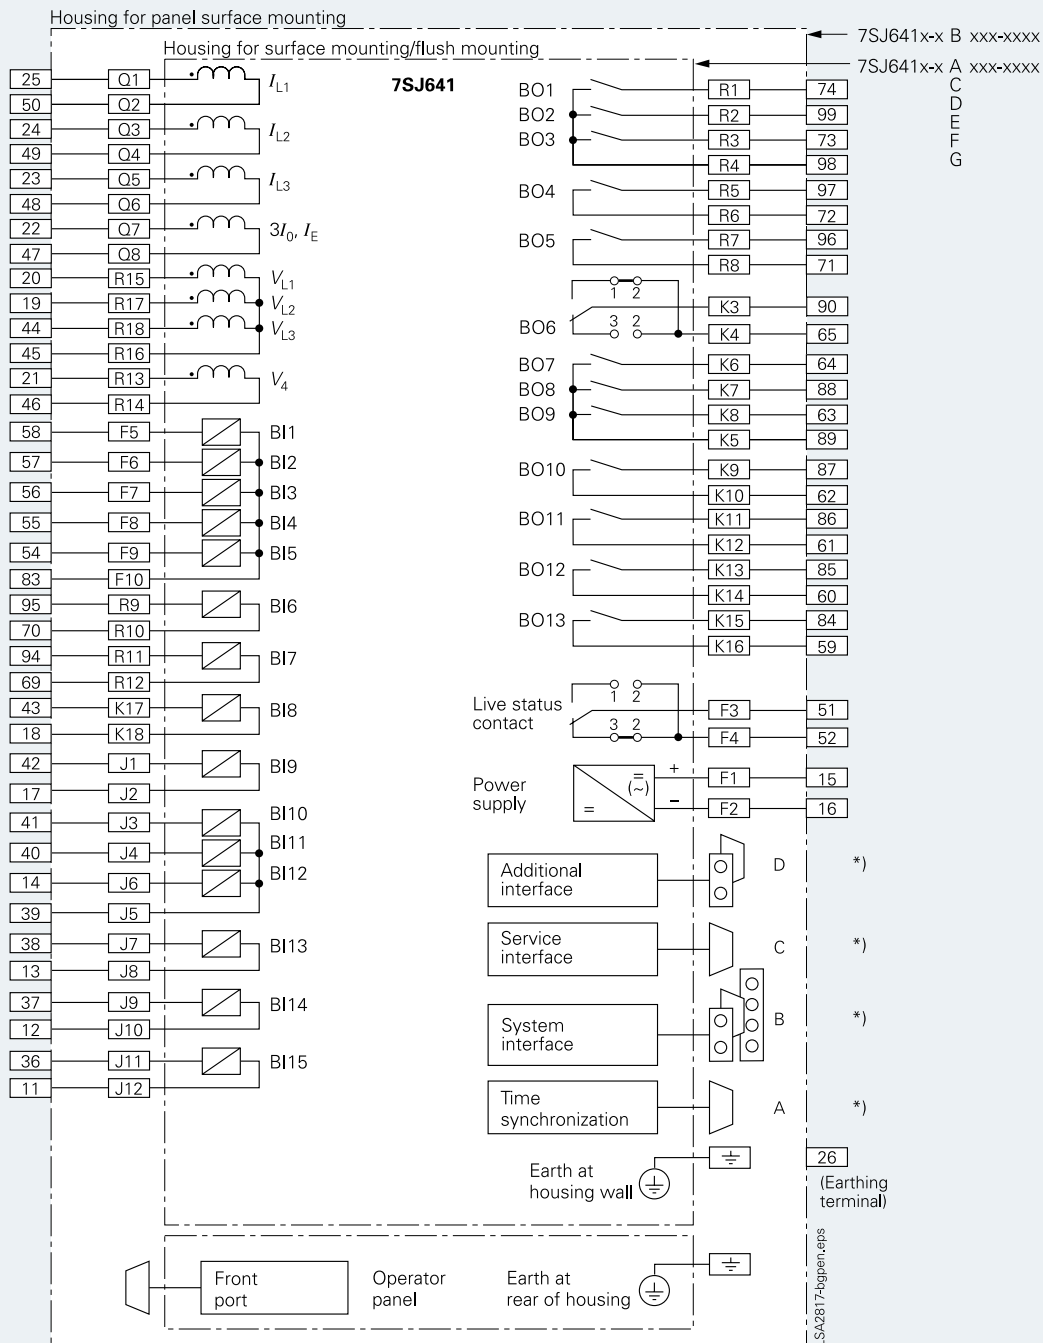 Housing for panel surface mounting
7SJ641x-x B xxx-xxxx
Housing for surface mounting/flush mounting
7SJ641x-x A xxx-xxxx
C
D
E
F
G
7SJ641
25 Q1 I L1
50 Q2
24 Q3 I L2
49 Q4
23 Q5 I L3
48 Q6
22 Q7 3I0, IE
47 Q8
20 R15 V L1
19 R17 V L2
44 R18 V L3
45 R16
21 R13 V4
46 R14
58 F5 BI1
57 F6 BI2
56 F7 BI3
55 F8 BI4
54 F9 BI5
83 F10
95 R9 BI6
70 R10
94 R11 BI7
69 R12
43 K17 BI8
18 K18
42 J1 BI9
17 J2
41 J3 BI10
40 J4 BI11
14 J6 BI12
39 J5
38 J7 BI13
13 J8
37 J9 BI14
12 J10
36 J11 BI15
11 J12
BO1 R1 74
BO2 R2 99
BO3 R3 73
R4 98
BO4 R5 97
R6 72
BO5 R7 96
R8 71
1 2
K3 90
BO6 3 2 K4 65
BO7 K6 64
BO8 K7 88
BO9 K8 63
K5 89
BO10 K9 87
K10 62
BO11 K11 86
K12 61
BO12 K13 85
K14 60
BO13 K15 84
K16 59
1 2
Live status F3 51
contact 3 2 F4 52
Power = (~) + F1 15
supply = − F2 16
Additional
interface D *)
Service
interface C *)
System
interface B *)
Time
synchronization A *)
Earth at
housing wall
26
(Earthing
terminal)
Front
port
Operator
panel
Earth at
rear of housing
LSA2817-bgpen.eps